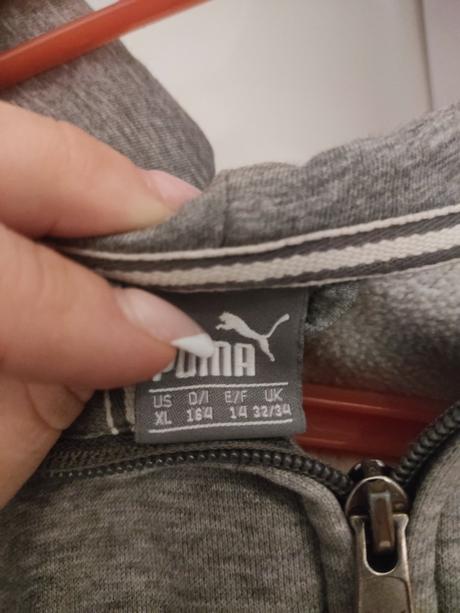 PUMA
US D/I E/F UK
XL 164 14 32/34